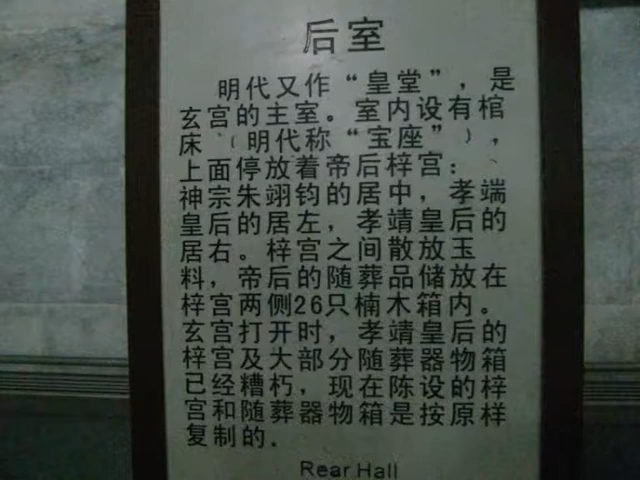 后室
明代又作“皇堂”，是
玄宫的主室。室内设有棺
床（明代称“宝座”），
上面停放着帝后梓宫：
神宗朱翊钧的居中，孝端
皇后的居左，孝靖皇后的
居右。梓宫之间散放玉
料，帝后的随葬品储放在
梓宫两侧26只楠木箱内。
玄宫打开时，孝靖皇后的
梓宫及大部分随葬器物箱
已经糟朽，现在陈设的梓
宫和随葬器物箱是按原样
复制的.
Rear Hall